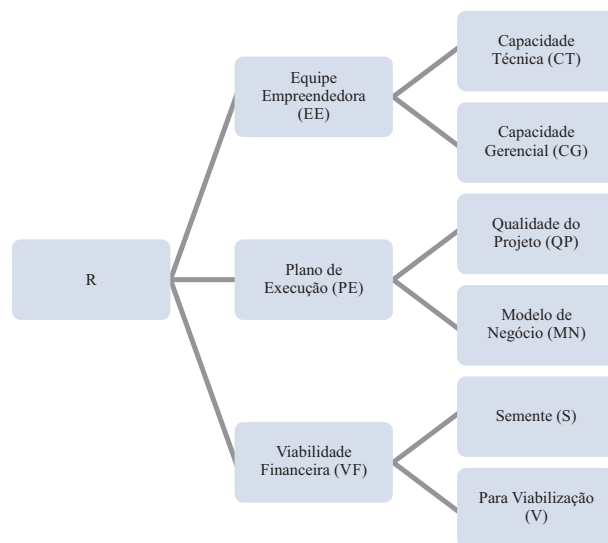 R
Equipe
Empreendedora
(EE)
Capacidade
Técnica (CT)
Capacidade
Gerencial (CG)
Plano de
Execução (PE)
Qualidade do
Projeto (QP)
Modelo de
Negócio (MN)
Viabilidade
Financeira (VF)
Semente (S)
Para Viabilização
(V)